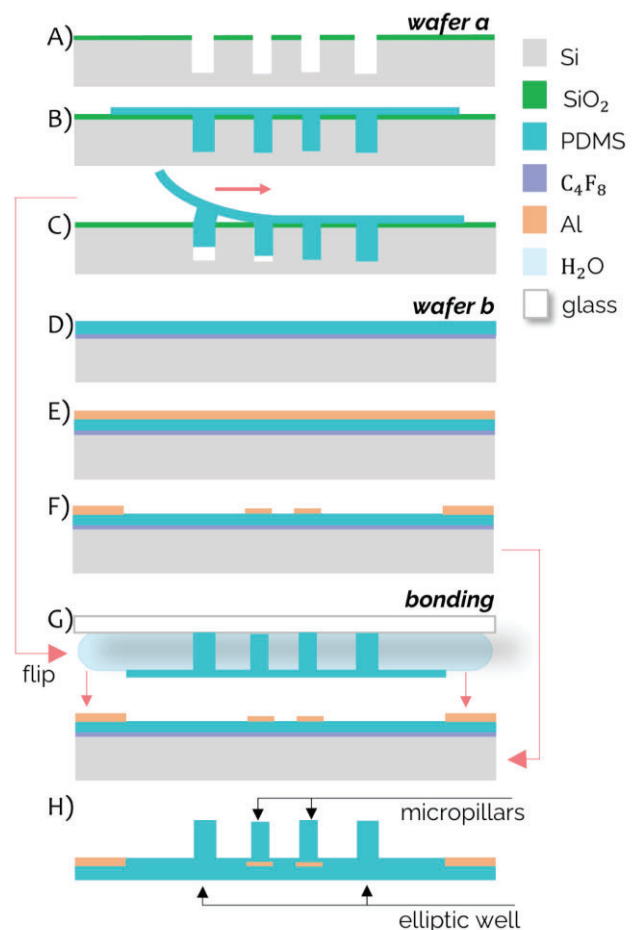 wafer a
A)
Si
SiO₂
B)
PDMS
C₄F₈
C)
Al
H₂O
glass
wafer b
D)
E)
F)
bonding
G)
flip
H)
micropillars
elliptic well